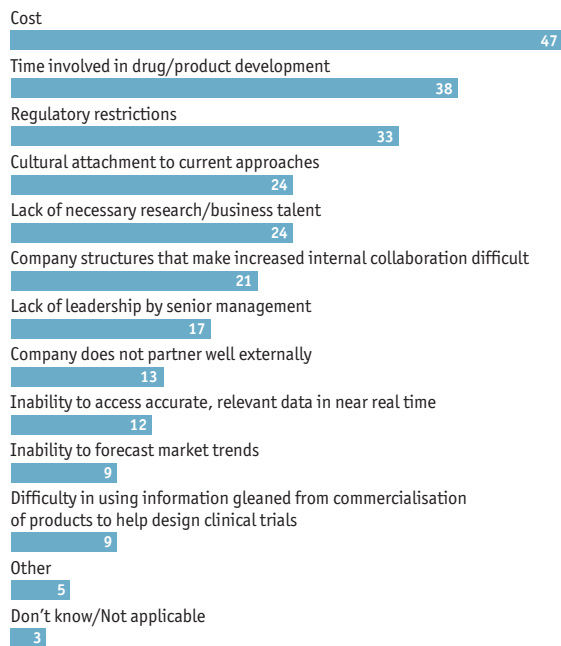 Cost
47
Time involved in drug/product development
38
Regulatory restrictions
33
Cultural attachment to current approaches
24
Lack of necessary research/business talent
24
Company structures that make increased internal collaboration difficult
21
Lack of leadership by senior management
17
Company does not partner well externally
13
Inability to access accurate, relevant data in near real time
12
Inability to forecast market trends
9
Difficulty in using information gleaned from commercialisation
of products to help design clinical trials
9
Other
5
Don’t know/Not applicable
3